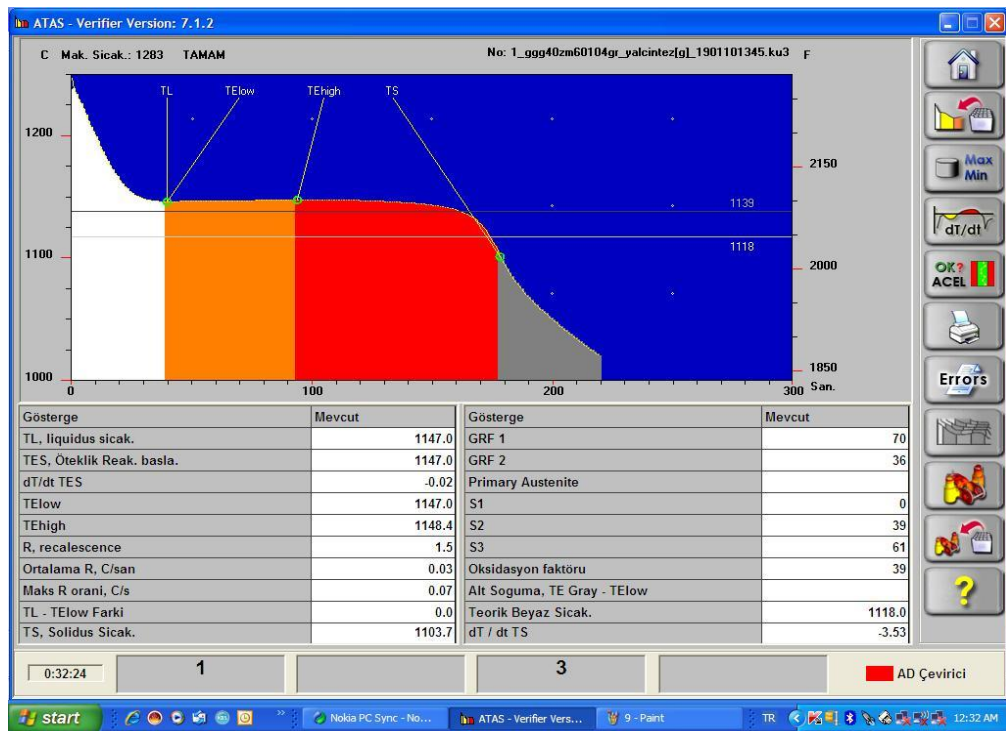 ATAS - Verifier Version: 7.1.2
C Mak. Sicak.: 1283 TAMAM No: 1_ggg40zm60104gr_yalcintez[g]_1901101345.ku3 F
TL TElow TEhigh TS
1200
2150
1139
1118
1100
2000
1850
1000
0 100 200 300 San.
Max
Min
dT/dt
OK?
ACEL
Errors
?
Gösterge Mevcut Gösterge Mevcut
TL, liquidus sicak. 1147.0 GRF 1 70
TES, Öteklik Reak. basla. 1147.0 GRF 2 36
dT/dt TES -0.02 Primary Austenite
TElow 1147.0 S1 0
TEhigh 1148.4 S2 39
R, recalescence 1.5 S3 61
Ortalama R, C/san 0.03 Oksidasyon faktöru 39
Maks R orani, C/s 0.07 Alt Soguma, TE Gray - TElow
TL - TElow Farki 0.0 Teorik Beyaz Sicak. 1118.0
TS, Solidus Sicak. 1103.7 dT / dt TS -3.53
0:32:24 1 3 AD Çevirici
start Nokia PC Sync - No... ATAS - Verifier Vers... 9 - Paint TR 12:32 AM